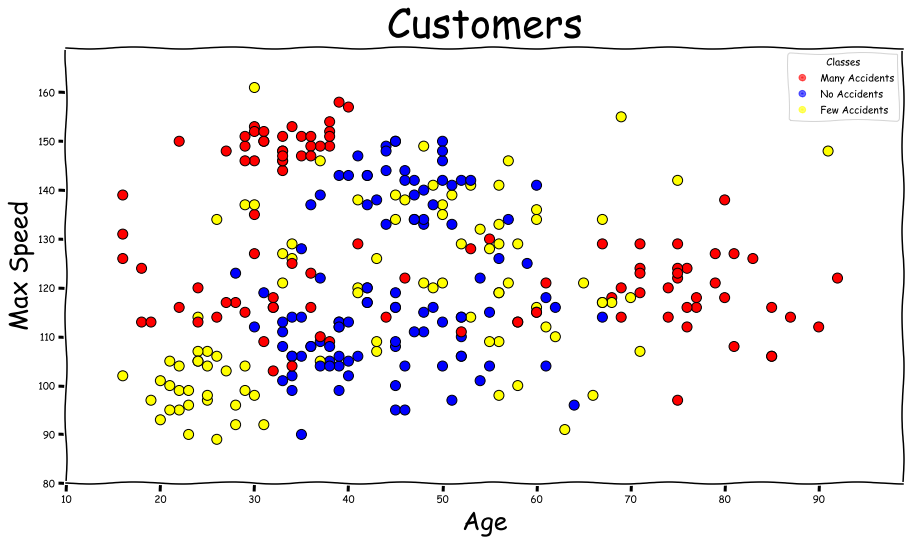 Customers
Classes
Many Accidents
No Accidents
Few Accidents
Max Speed
160
150
140
130
120
110
100
90
80
10 20 30 40 50 60 70 80 90
Age